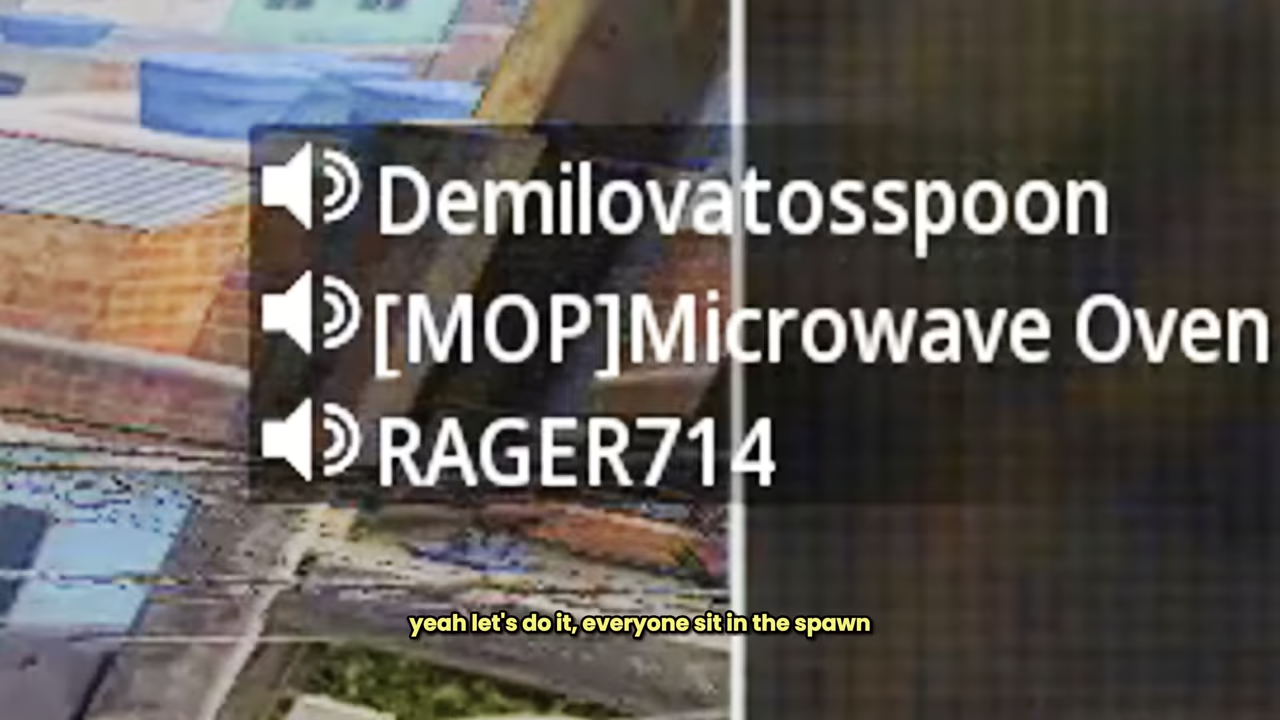 Demilovatosspoon
[MOP]Microwave Oven
RAGER714
yeah let's do it, everyone sit in the spawn